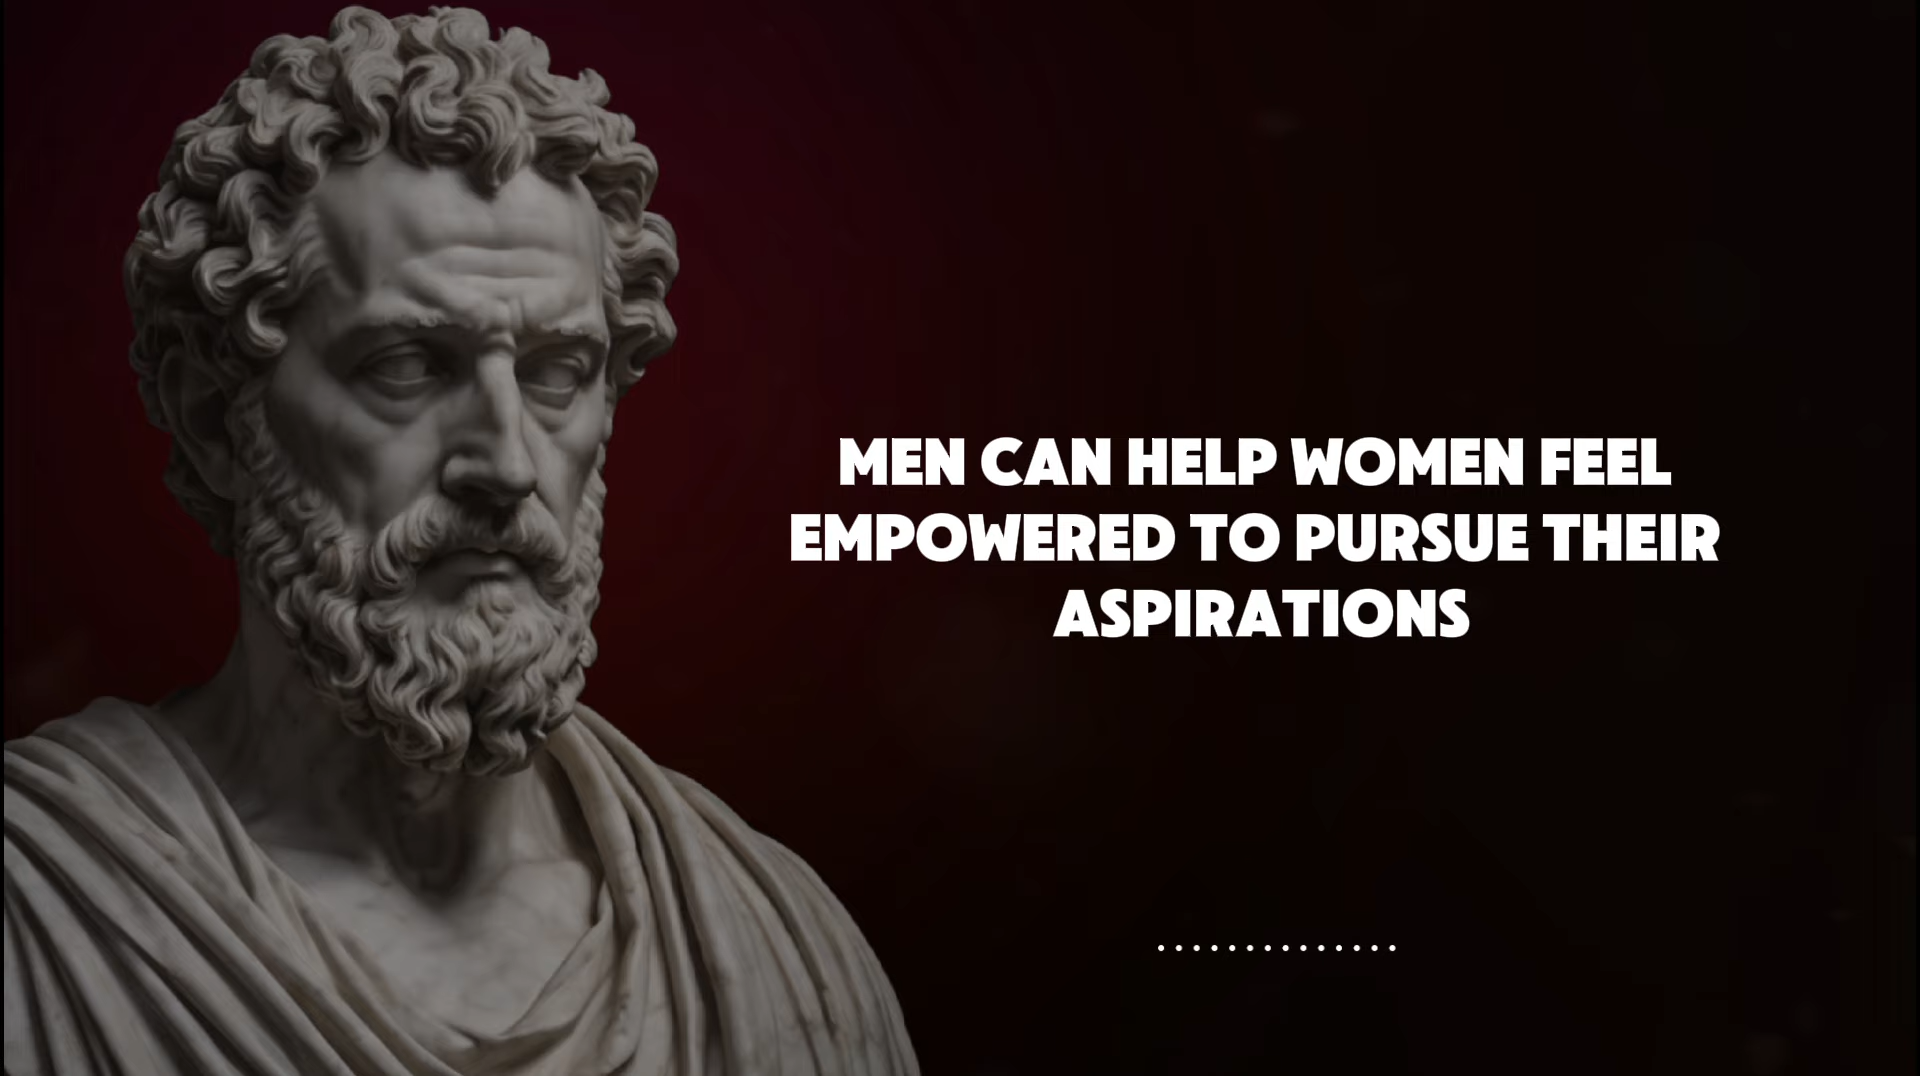 MEN CAN HELP WOMEN FEEL
EMPOWERED TO PURSUE THEIR
ASPIRATIONS
..............